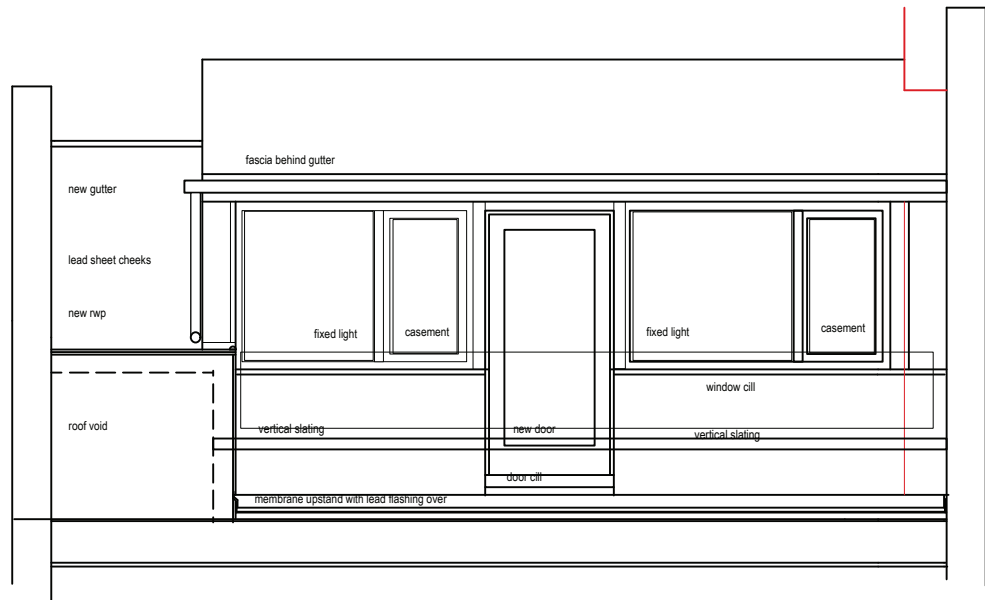 fascia behind gutter
new gutter
lead sheet cheeks
new rwp
fixed light
casement
fixed light
casement
window cill
roof void
vertical slating
new door
vertical slating
door cill
membrane upstand with lead flashing over